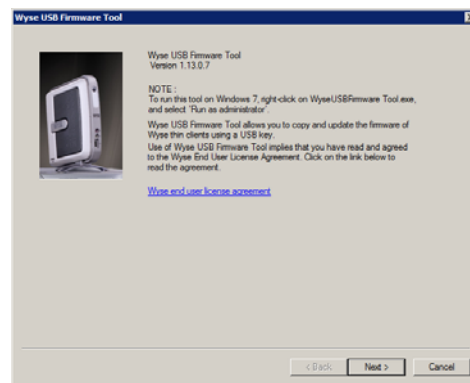 Wyse USB Firmware Tool
Wyse USB Firmware Tool
Version 1.13.0.7
NOTE :
To run this tool on Windows 7, right-click on WyseUSBFirmware Tool.exe,
and select 'Run as administrator'.
Wyse USB Firmware Tool allows you to copy and update the firmware of
Wyse thin clients using a USB key.
Use of Wyse USB Firmware Tool implies that you have read and agreed
to the Wyse End User License Agreement. Click on the link below to
read the agreement.
Wyse end user license agreement
< Back Next > Cancel